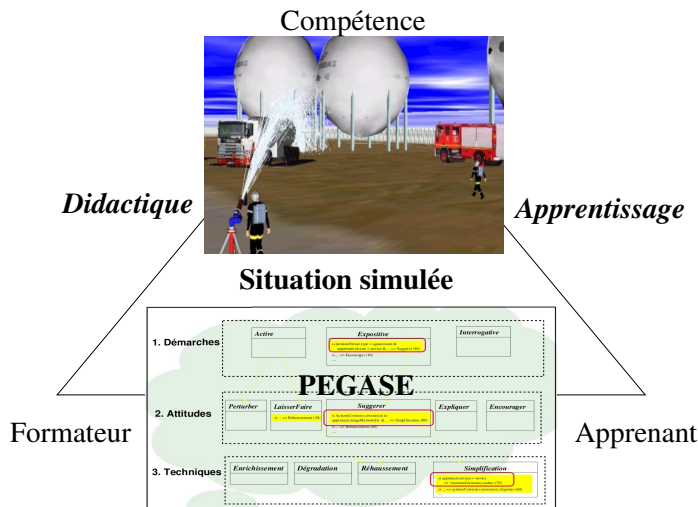 Compétence
Didactique
Apprentissage
Situation simulée
1. Démarches
Active
Expositive
Interrogative
PEGASE
2. Attitudes
Perturber
LaisserFaire
Suggerer
Expliquer
Encourager
Formateur
Apprenant
3. Techniques
Enrichissement
Dégradation
Réhaussement
Simplification